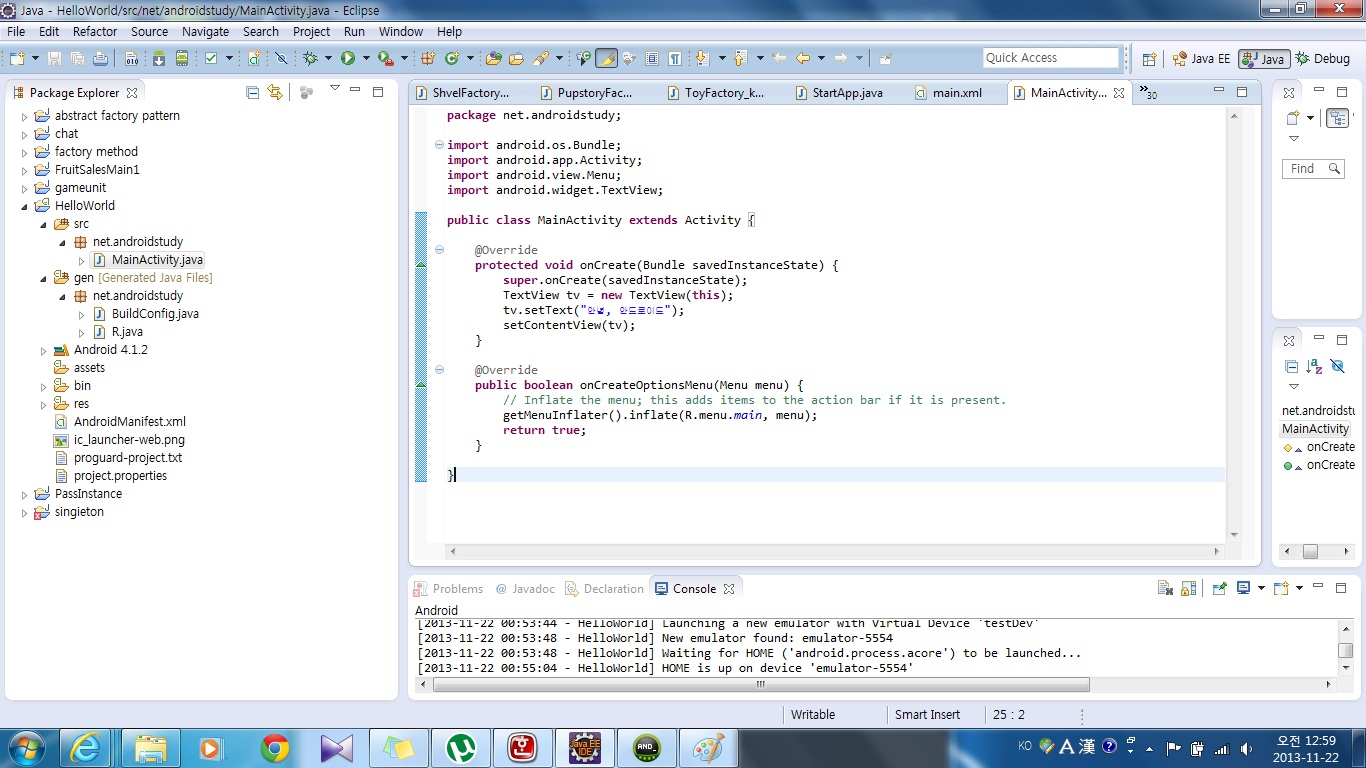 Java - HelloWorld/src/net/androidstudy/MainActivity.java - Eclipse
File Edit Refactor Source Navigate Search Project Run Window Help
Quick Access
Java EE
Java
Debug
Package Explorer
abstract factory pattern
chat
factory method
FruitSalesMain1
gameunit
HelloWorld
src
net.androidstudy
MainActivity.java
gen [Generated Java Files]
net.androidstudy
BuildConfig.java
R.java
Android 4.1.2
assets
bin
res
AndroidManifest.xml
ic_launcher-web.png
proguard-project.txt
project.properties
PassInstance
singieton
ShvelFactory... PupstoryFac... ToyFactory_k... StartApp.java main.xml MainActivity... »30
package net.androidstudy;
import android.os.Bundle;
import android.app.Activity;
import android.view.Menu;
import android.widget.TextView;
public class MainActivity extends Activity {
@Override
protected void onCreate(Bundle savedInstanceState) {
super.onCreate(savedInstanceState);
TextView tv = new TextView(this);
tv.setText("안녕, 안드로이드");
setContentView(tv);
}
@Override
public boolean onCreateOptionsMenu(Menu menu) {
// Inflate the menu; this adds items to the action bar if it is present.
getMenuInflater().inflate(R.menu.main, menu);
return true;
}
}
Find
net.androidstu
MainActivity
onCreate
onCreate
Problems @ Javadoc Declaration Console
Android
[2013-11-22 00:53:44 - HelloWorld] Launching a new emulator with Virtual Device 'testDev'
[2013-11-22 00:53:48 - HelloWorld] New emulator found: emulator-5554
[2013-11-22 00:53:48 - HelloWorld] Waiting for HOME ('android.process.acore') to be launched...
[2013-11-22 00:55:04 - HelloWorld] HOME is up on device 'emulator-5554'
Writable Smart Insert 25 : 2
Java EE
IDE
AND_
KO A 漢
오전 12:59
2013-11-22